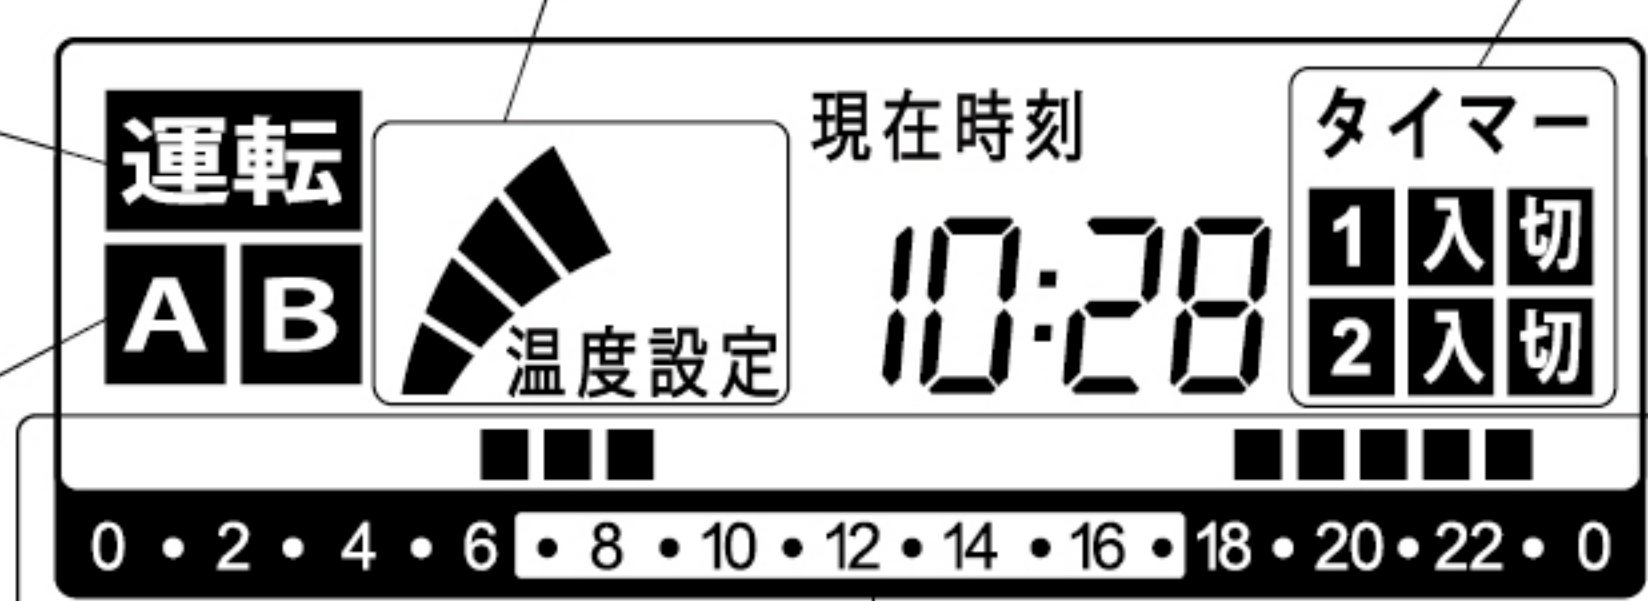 運転
A B
温度設定
現在時刻
10:28
タイマー
1 入 切
2 入 切
0 • 2 • 4 • 6 • 8 • 10 • 12 • 14 • 16 • 18 • 20 • 22 • 0